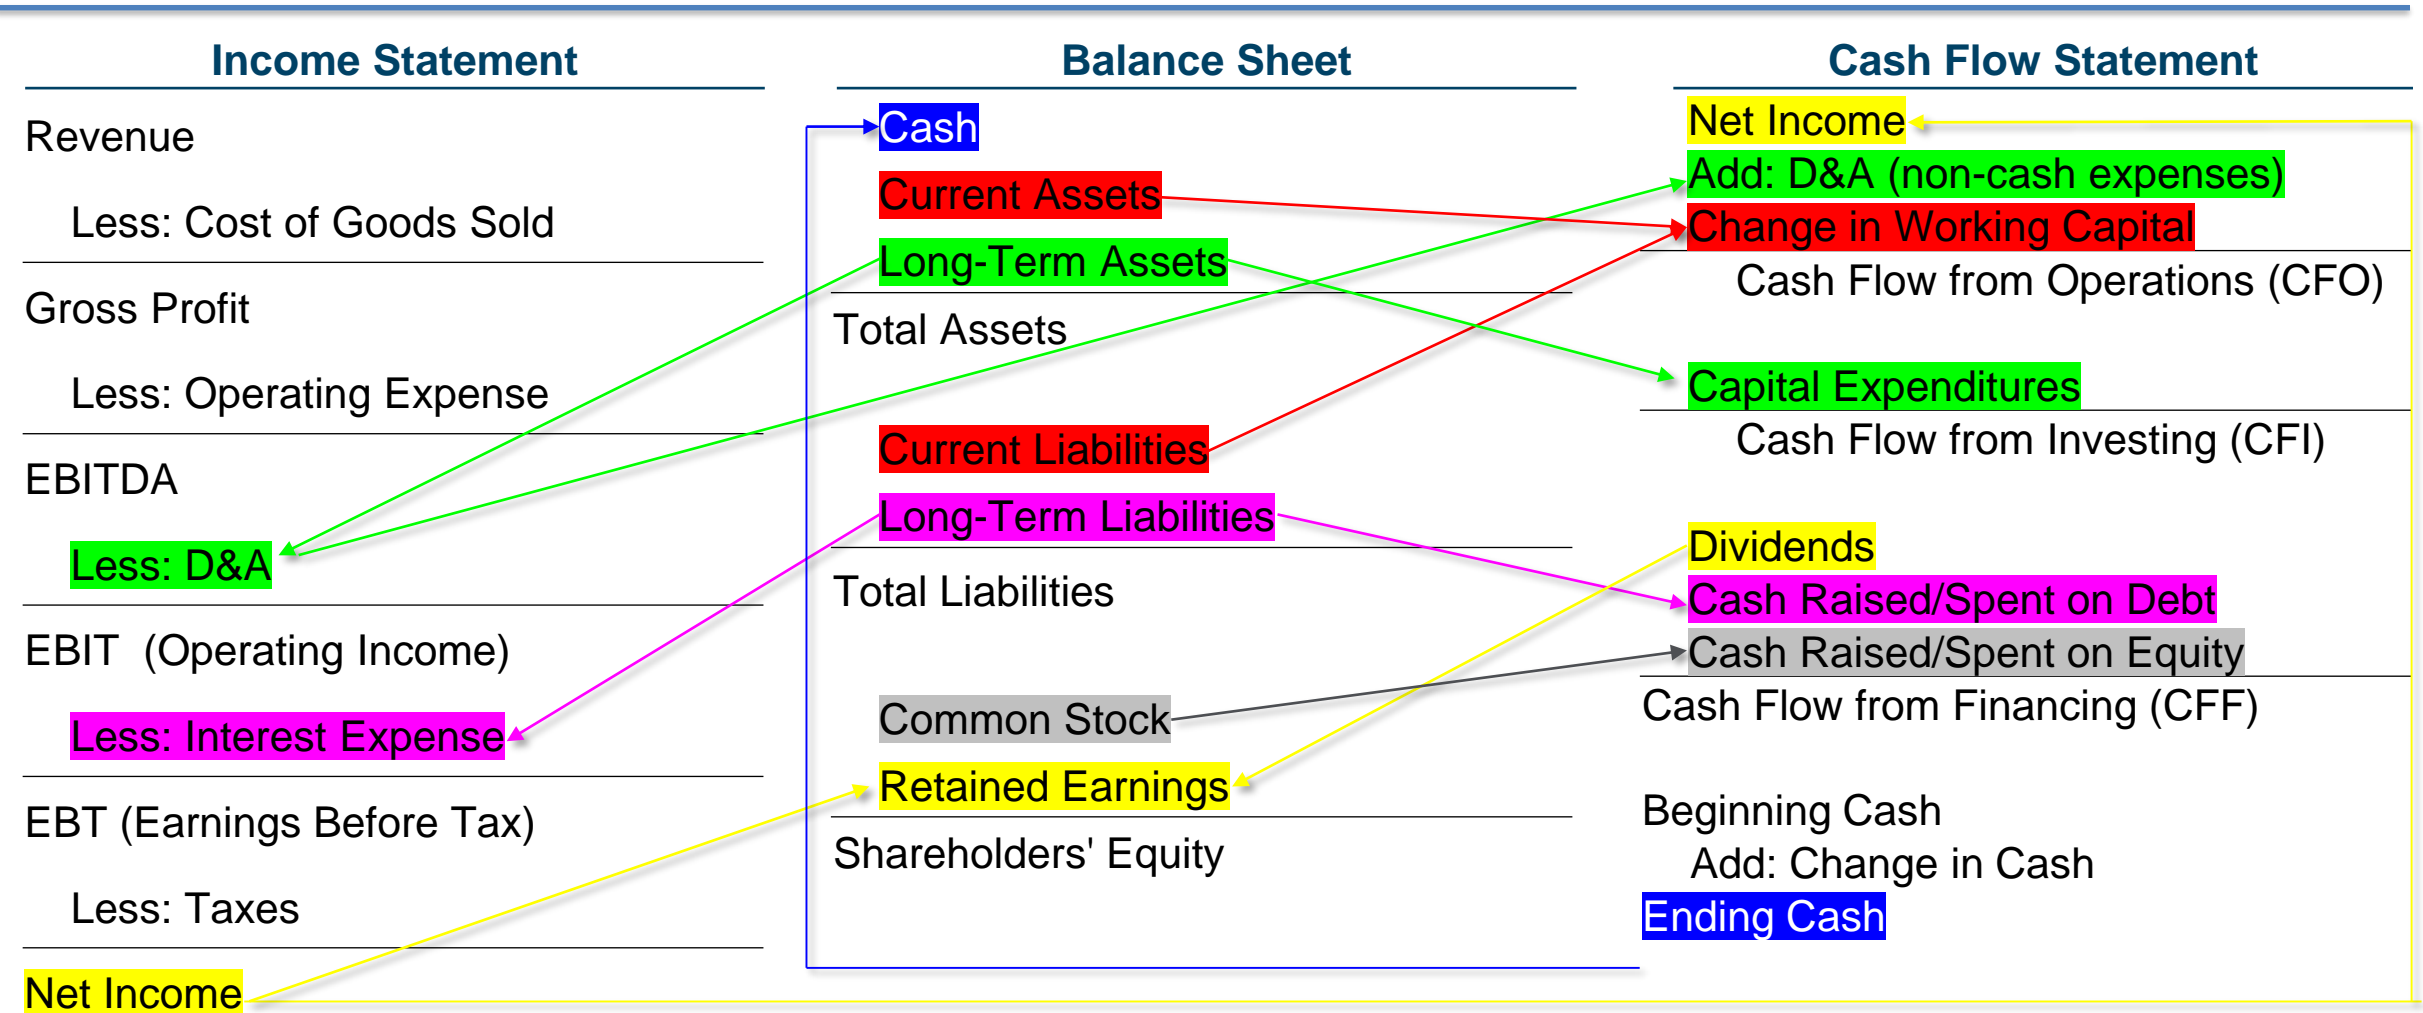 Income Statement
Revenue
Less: Cost of Goods Sold
Gross Profit
Less: Operating Expense
EBITDA
Less: D&A
EBIT (Operating Income)
Less: Interest Expense
EBT (Earnings Before Tax)
Less: Taxes
Net Income
Balance Sheet
Cash
Current Assets
Long-Term Assets
Total Assets
Current Liabilities
Long-Term Liabilities
Total Liabilities
Common Stock
Retained Earnings
Shareholders' Equity
Cash Flow Statement
Net Income
Add: D&A (non-cash expenses)
Change in Working Capital
Cash Flow from Operations (CFO)
Capital Expenditures
Cash Flow from Investing (CFI)
Dividends
Cash Raised/Spent on Debt
Cash Raised/Spent on Equity
Cash Flow from Financing (CFF)
Beginning Cash
Add: Change in Cash
Ending Cash